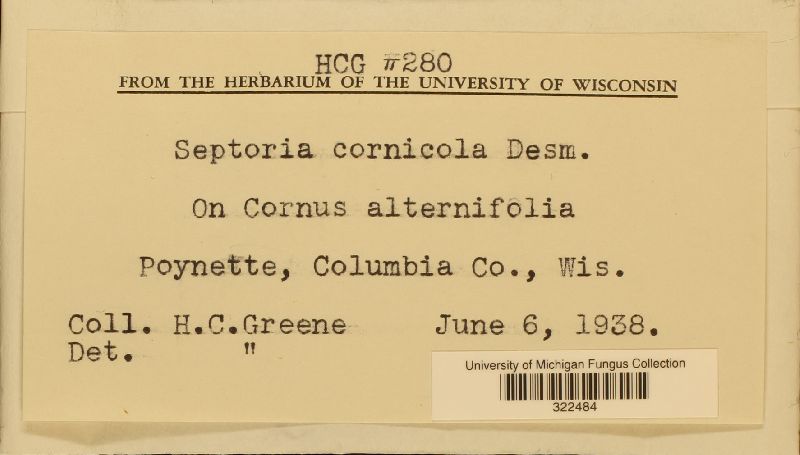 HCG #280
FROM THE HERBARIUM OF THE UNIVERSITY OF WISCONSIN
Septoria cornicola Desm.
On Cornus alternifolia
Poynette, Columbia Co., Wis.
Coll. H.C.Greene June 6, 1938.
Det. "
University of Michigan Fungus Collection
322484